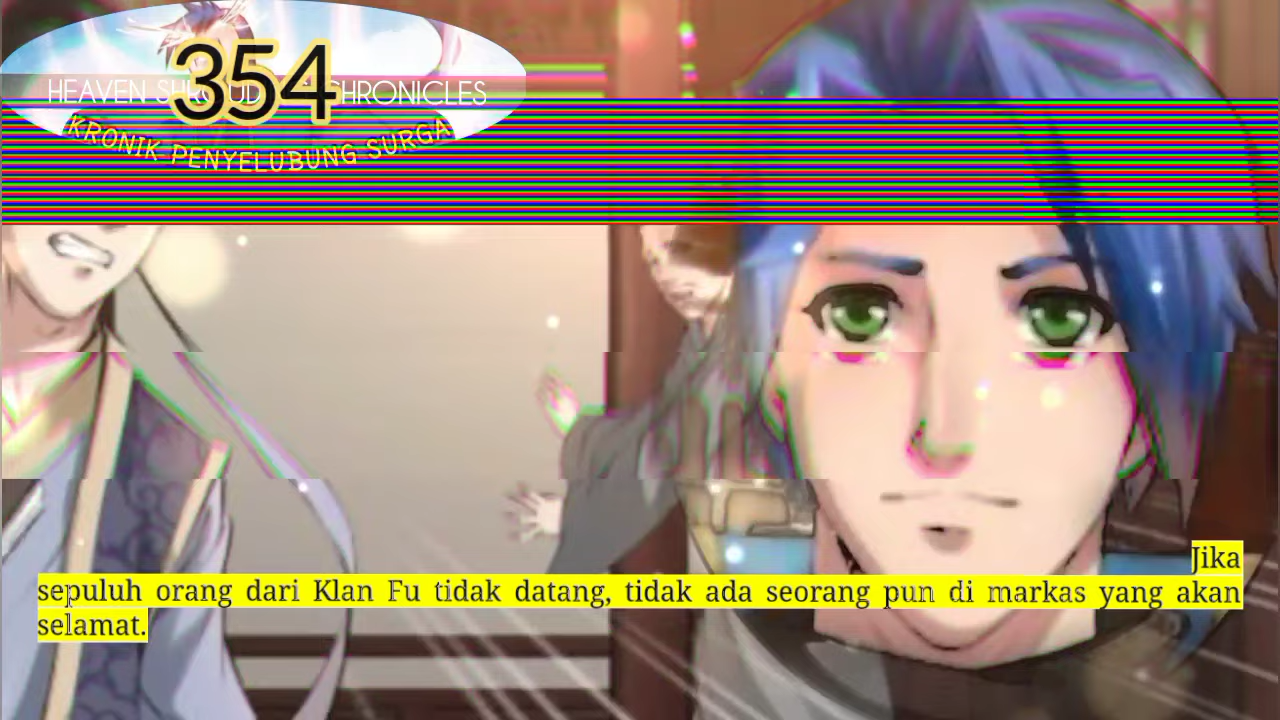 354
HEAVEN CHRONICLES
KRONIK PENYELUBUNG SURGA
Jika
sepuluh orang dari Klan Fu tidak datang, tidak ada seorang pun di markas yang akan
selamat.